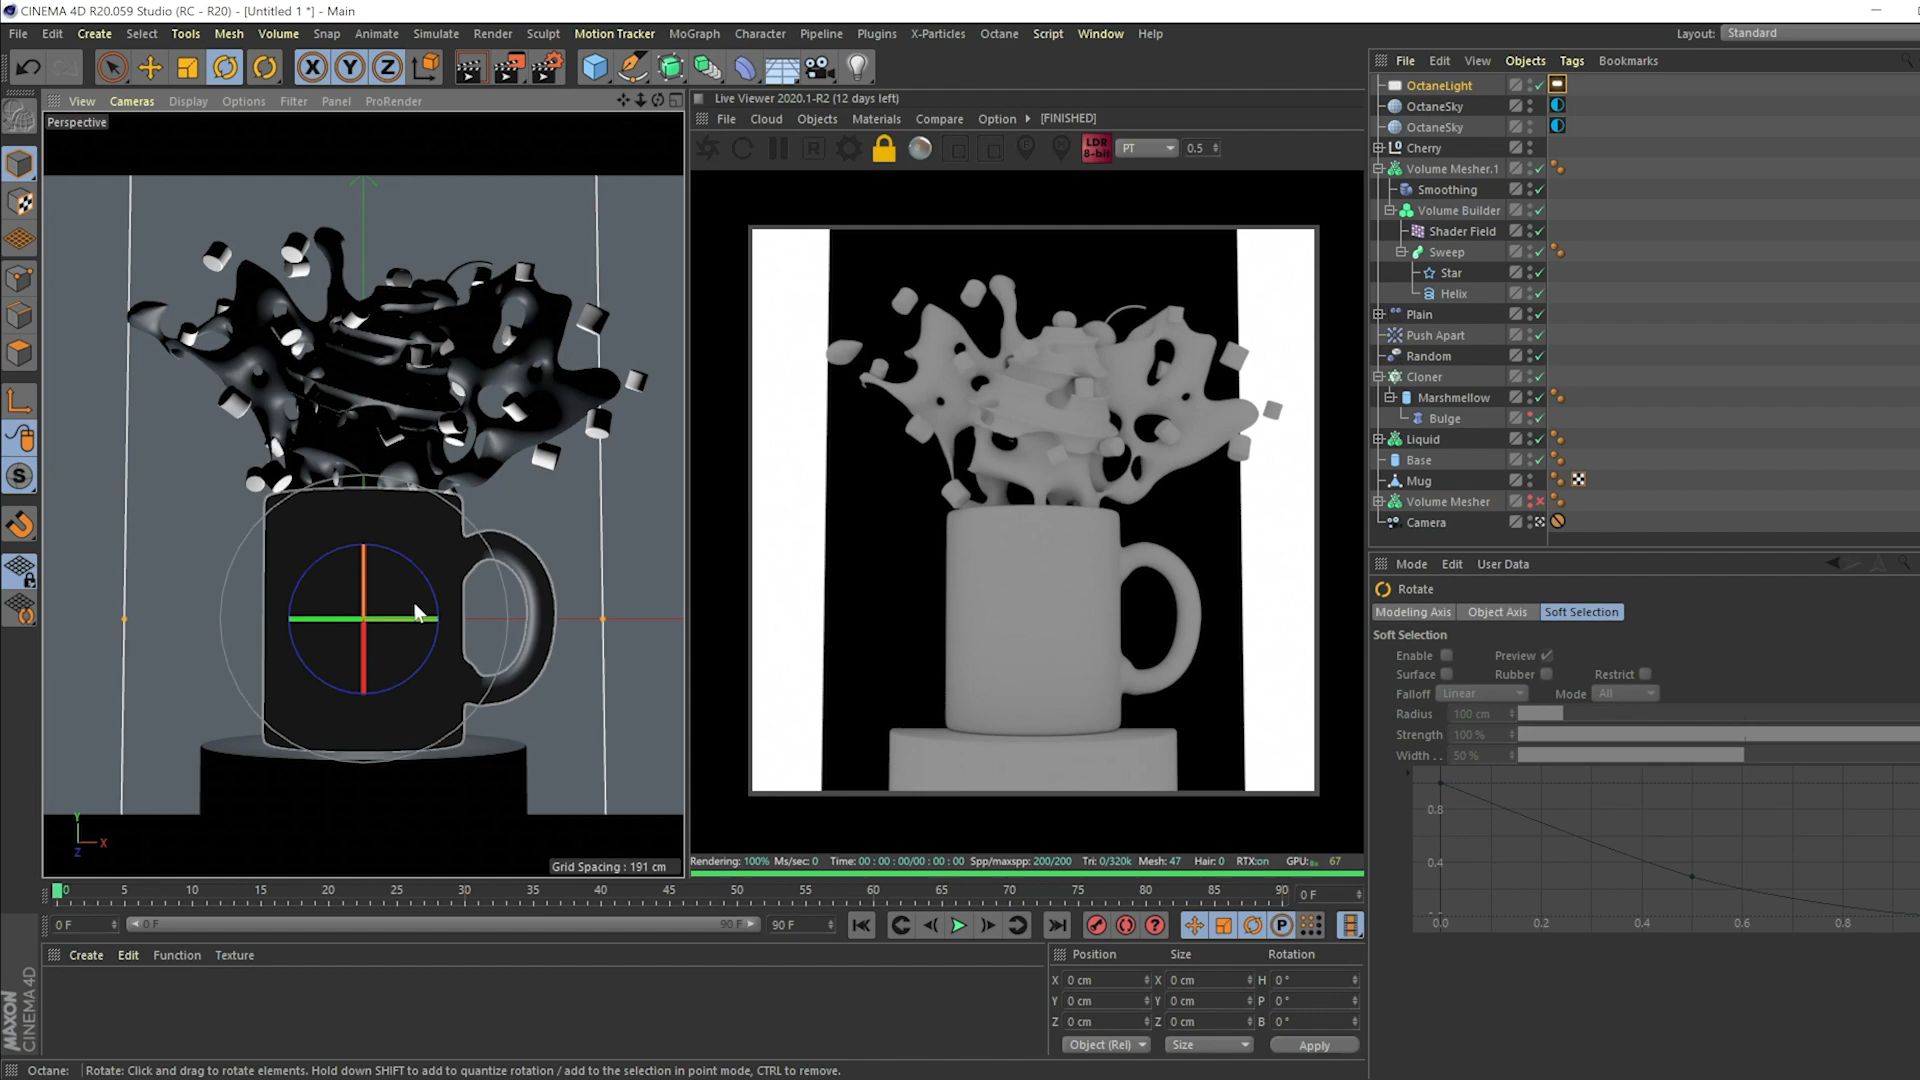 CINEMA 4D R20.059 Studio (RC - R20) - [Untitled 1 *] - Main
File Edit Create Select Tools Mesh Volume Snap Animate Simulate Render Sculpt Motion Tracker MoGraph Character Pipeline Plugins X-Particles Octane Script Window Help
Layout: Standard
X Y Z
View Cameras Display Options Filter Panel ProRender
Perspective
Grid Spacing : 191 cm
Y
X
Z
S
Live Viewer 2020.1-R2 (12 days left)
File Cloud Objects Materials Compare Option [FINISHED]
R
LDR
8-bit
PT
0.5
Rendering: 100% Ms/sec: 0 Time: 00 : 00 : 00/00 : 00 : 00 Spp/maxspp: 200/200 Tri: 0/320k Mesh: 47 Hair: 0 RTX:on GPU: 67
File Edit View Objects Tags Bookmarks
OctaneLight
OctaneSky
OctaneSky
Cherry
Volume Mesher.1
Smoothing
Volume Builder
Shader Field
Sweep
Star
Helix
Plain
Push Apart
Random
Cloner
Marshmellow
Bulge
Liquid
Base
Mug
Volume Mesher
Camera
Mode Edit User Data
Rotate
Modeling Axis Object Axis Soft Selection
Soft Selection
Enable Preview
Surface Rubber Restrict
Falloff Linear Mode All
Radius 100 cm
Strength 100 %
Width . . 50 %
0.8
0.4
0.0 0.2 0.4 0.6 0.8
0 5 10 15 20 25 30 35 40 45 50 55 60 65 70 75 80 85 90 0 F
0 F 0 F 90 F 90 F P
Create Edit Function Texture
Position Size Rotation
X 0 cm X 0 cm H 0 °
Y 0 cm Y 0 cm P 0 °
Z 0 cm Z 0 cm B 0 °
Object (Rel) Size Apply
MAXON
CINEMA 4D
Octane: Rotate: Click and drag to rotate elements. Hold down SHIFT to add to quantize rotation / add to the selection in point mode, CTRL to remove.